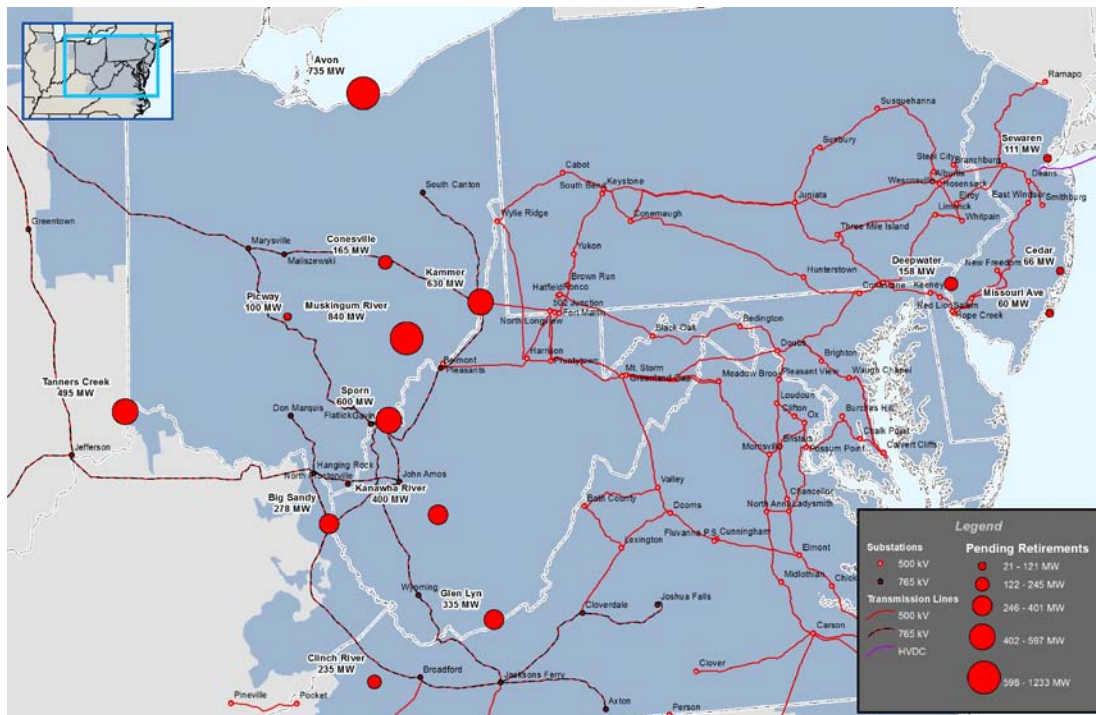 Avon
735 MW
Ramapo
Susquehanna
Sewaren
111 MW
Sunbury
Steel City
Branchburg
Cabot
Alburtis
Wescosville
Hosensack
Deans
South Canton
South Bend
Keystone
Juniata
Elroy
East Windsor
Smithburg
Limerick
Whitpain
Wylie Ridge
Conemaugh
Greentown
Three Mile Island
Marysville
Conesville
165 MW
Maliszewski
Yukon
Cedar
66 MW
Deepwater
158 MW
New Freedom
Kammer
630 MW
Brown Run
Hunterstown
Hatfield
Ronco
Conastone
Keeney
Missouri Ave
60 MW
Picway
100 MW
Muskingum River
840 MW
502 Junction
Fort Martin
North Longview
Red Lion
Salem
Hope Creek
Black Oak
Bedington
Belmont
Pleasants
Harrison
Pruntytown
Doubs
Brighton
Mt. Storm
Greenland Gap
Meadow Brook
Pleasant View
Waugh Chapel
Tanners Creek
495 MW
Sporn
600 MW
Loudoun
Clifton
Ox
Burches Hill
Don Marquis
Flatlick
Gavin
Chalk Point
Bristers
Calvert Cliffs
Jefferson
Morrisville
Possum Point
Hanging Rock
North Proctorville
John Amos
Kanawha River
400 MW
Valley
Big Sandy
278 MW
Bath County
Chancellor
North Anna
Ladysmith
Dooms
Fluvanna P.S.
Cunningham
Lexington
Elmont
Wyoming
Midlothian
Chick
Glen Lyn
335 MW
Cloverdale
Joshua Falls
Carson
Clinch River
235 MW
Broadford
Jacksons Ferry
Clover
Pineville
Pocket
Axton
Person
Legend
Substations
500 kV
765 kV
Transmission Lines
500 kV
765 kV
HVDC
Pending Retirements
21 - 121 MW
122 - 245 MW
246 - 401 MW
402 - 597 MW
598 - 1233 MW